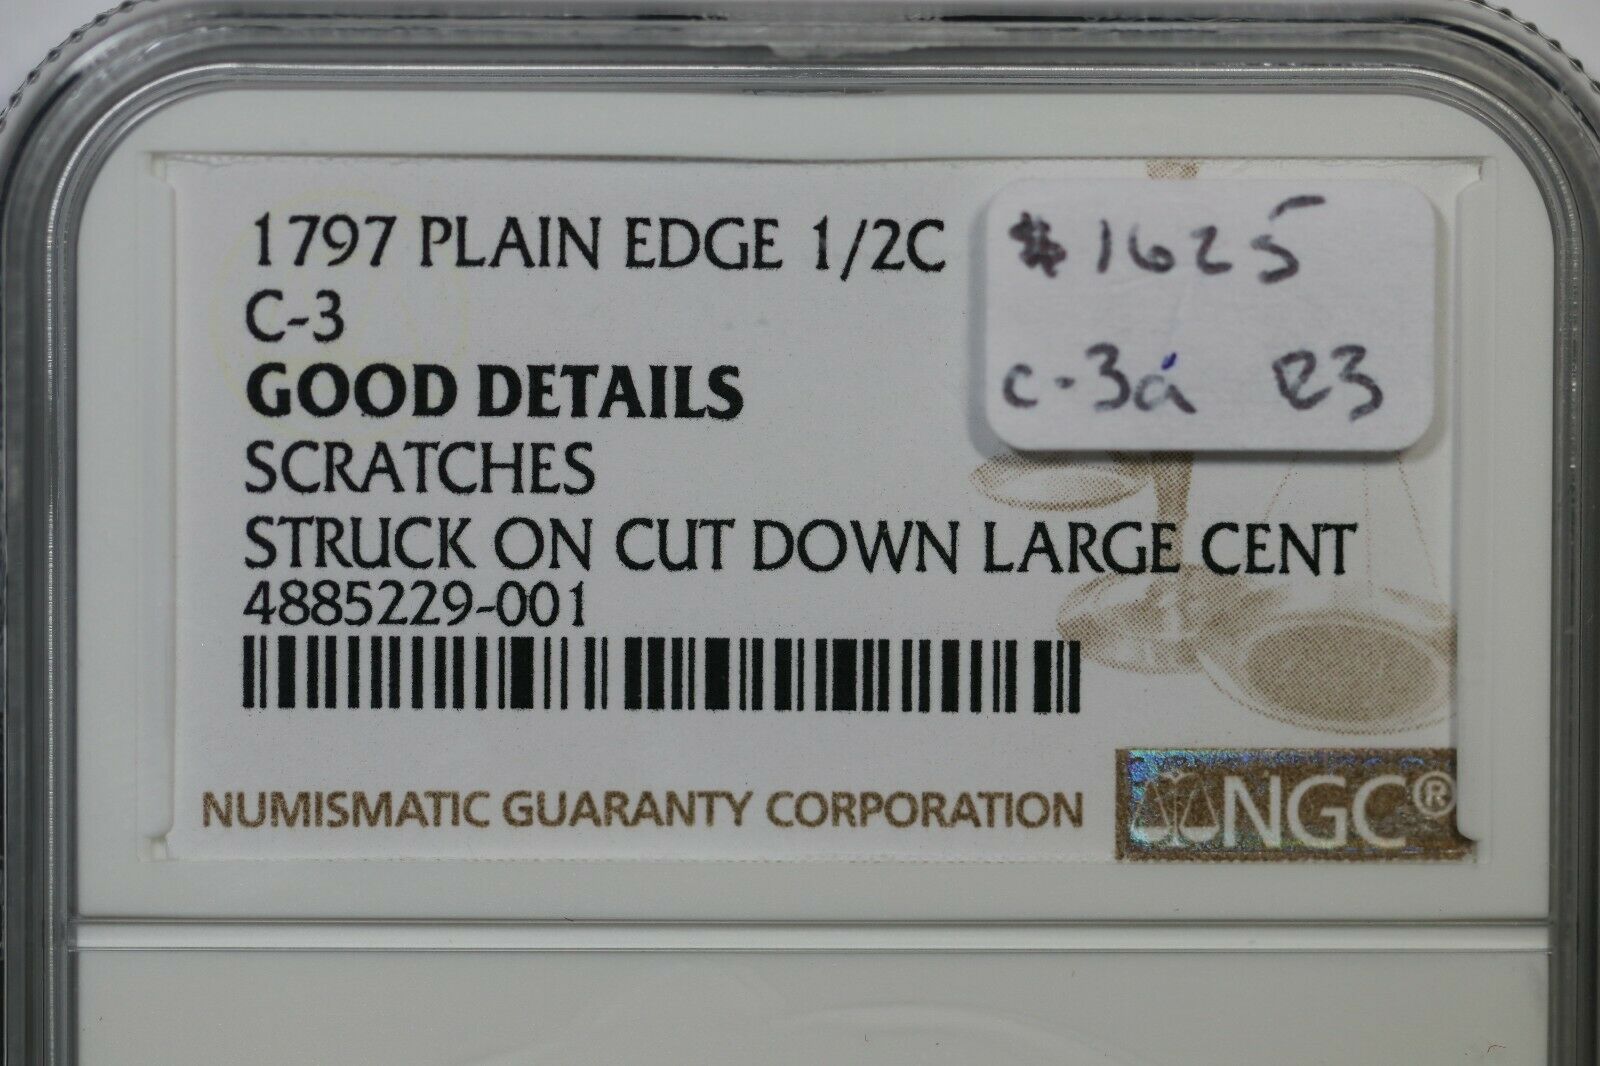 1797 PLAIN EDGE 1/2C
C-3
GOOD DETAILS
SCRATCHES
STRUCK ON CUT DOWN LARGE CENT
4885229-001
$1625
C-3a R3
NUMISMATIC GUARANTY CORPORATION
NGC®